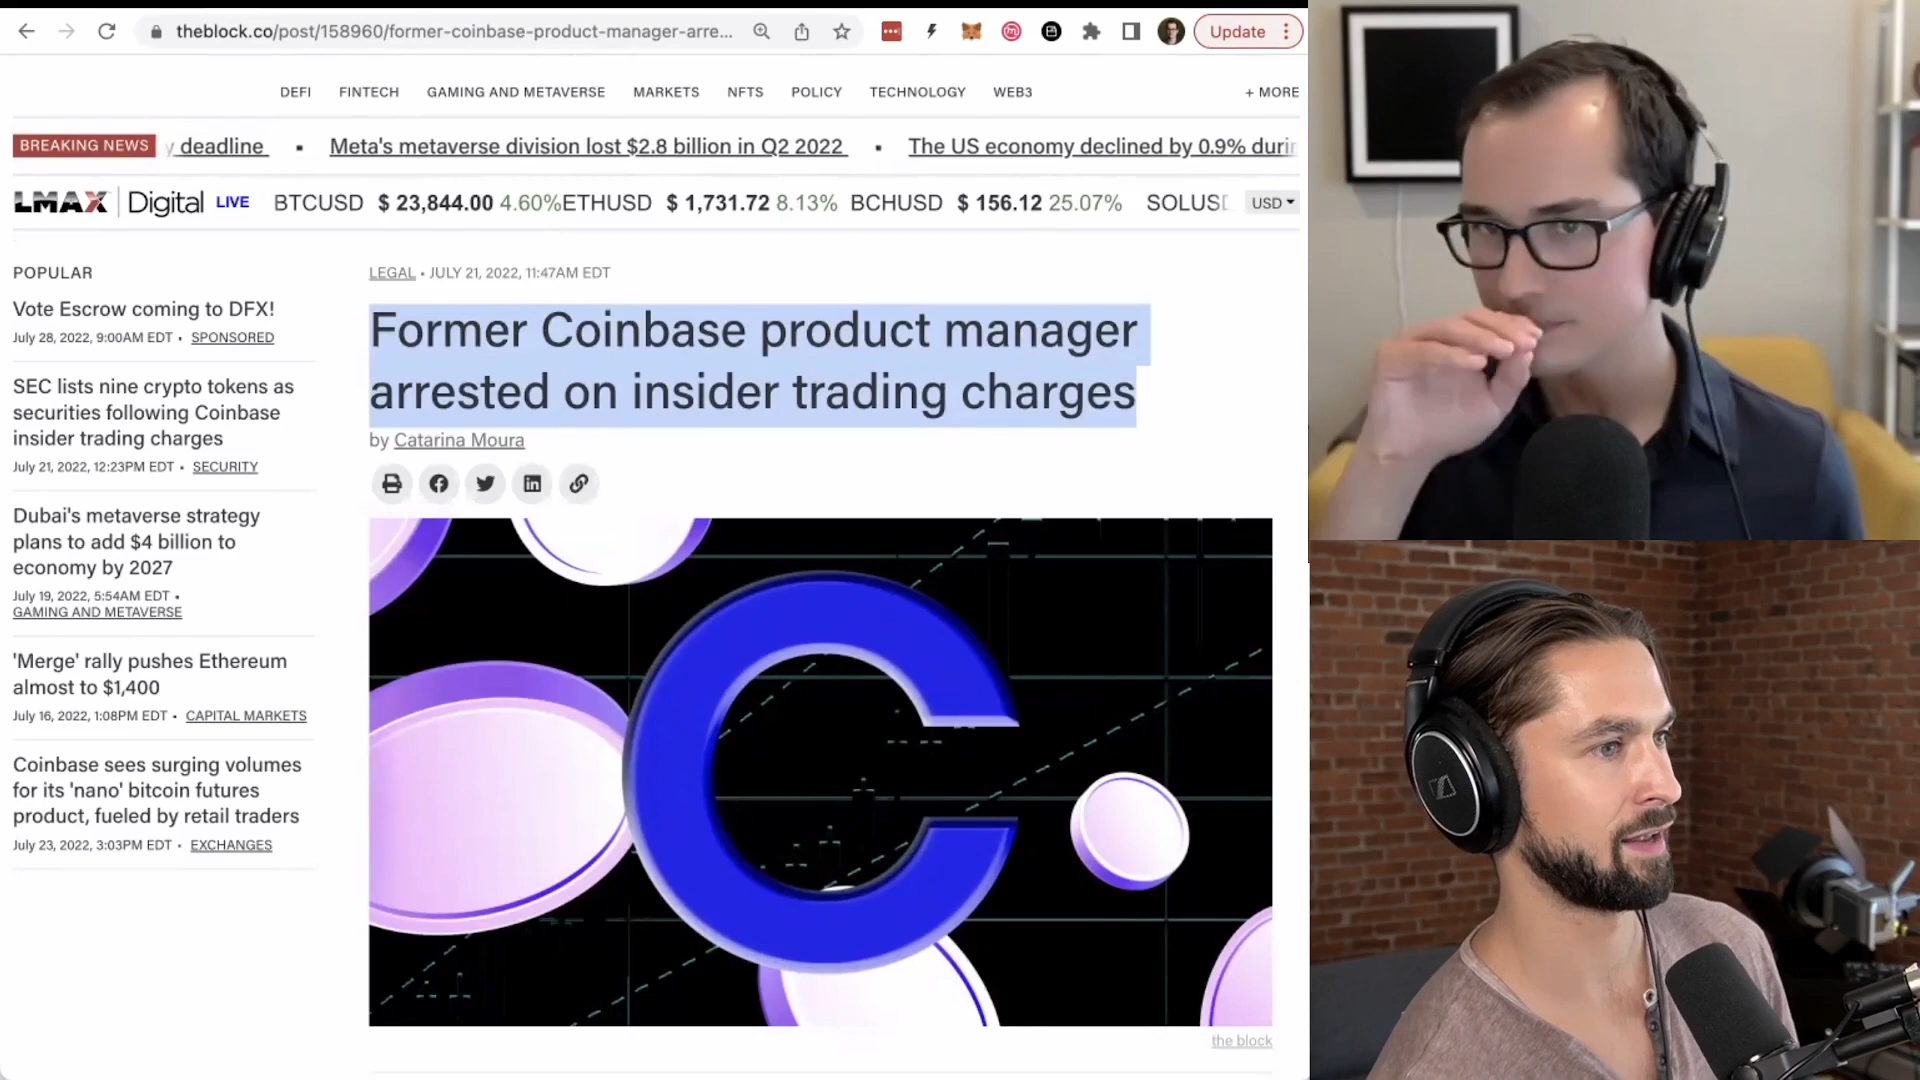 theblock.co/post/158960/former-coinbase-product-manager-arre...
Update
DEFI FINTECH GAMING AND METAVERSE MARKETS NFTS POLICY TECHNOLOGY WEB3 + MORE
BREAKING NEWS y deadline ▪ Meta's metaverse division lost $2.8 billion in Q2 2022 ▪ The US economy declined by 0.9% durin
LMAX Digital LIVE BTCUSD $ 23,844.00 4.60% ETHUSD $ 1,731.72 8.13% BCHUSD $ 156.12 25.07% SOLUSD USD
POPULAR
Vote Escrow coming to DFX!
July 28, 2022, 9:00AM EDT • SPONSORED
SEC lists nine crypto tokens as
securities following Coinbase
insider trading charges
July 21, 2022, 12:23PM EDT • SECURITY
Dubai's metaverse strategy
plans to add $4 billion to
economy by 2027
July 19, 2022, 5:54AM EDT •
GAMING AND METAVERSE
'Merge' rally pushes Ethereum
almost to $1,400
July 16, 2022, 1:08PM EDT • CAPITAL MARKETS
Coinbase sees surging volumes
for its 'nano' bitcoin futures
product, fueled by retail traders
July 23, 2022, 3:03PM EDT • EXCHANGES
LEGAL • JULY 21, 2022, 11:47AM EDT
Former Coinbase product manager
arrested on insider trading charges
by Catarina Moura
the block